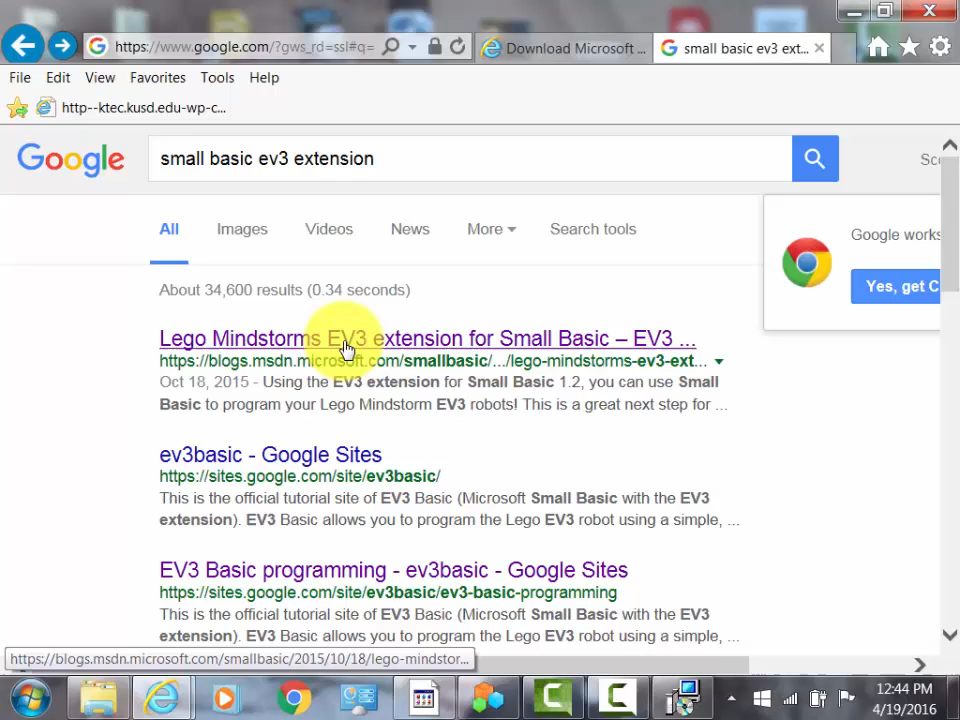 https://www.google.com/?gws_rd=ssl#q=
Download Microsoft ...
small basic ev3 ext...
File Edit View Favorites Tools Help
http--ktec.kusd.edu-wp-c...
Google
small basic ev3 extension
All Images Videos News More Search tools
Google works
Yes, get C
About 34,600 results (0.34 seconds)
Lego Mindstorms EV3 extension for Small Basic – EV3 ...
https://blogs.msdn.microsoft.com/smallbasic/.../lego-mindstorms-ev3-ext...
Oct 18, 2015 - Using the EV3 extension for Small Basic 1.2, you can use Small
Basic to program your Lego Mindstorm EV3 robots! This is a great next step for ...
ev3basic - Google Sites
https://sites.google.com/site/ev3basic/
This is the official tutorial site of EV3 Basic (Microsoft Small Basic with the EV3
extension). EV3 Basic allows you to program the Lego EV3 robot using a simple, ...
EV3 Basic programming - ev3basic - Google Sites
https://sites.google.com/site/ev3basic/ev3-basic-programming
This is the official tutorial site of EV3 Basic (Microsoft Small Basic with the EV3
extension). EV3 Basic allows you to program the Lego EV3 robot using a simple, ...
https://blogs.msdn.microsoft.com/smallbasic/2015/10/18/lego-mindstor...
12:44 PM
4/19/2016